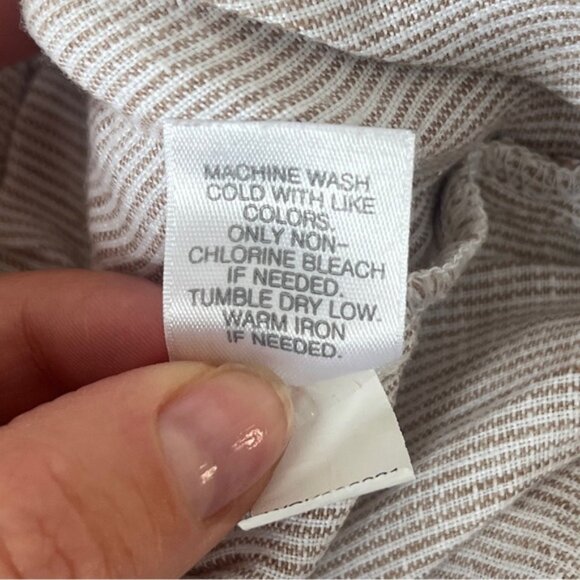 MACHINE WASH
COLD WITH LIKE
COLORS.
ONLY NON-
CHLORINE BLEACH
IF NEEDED.
TUMBLE DRY LOW.
WARM IRON
IF NEEDED.